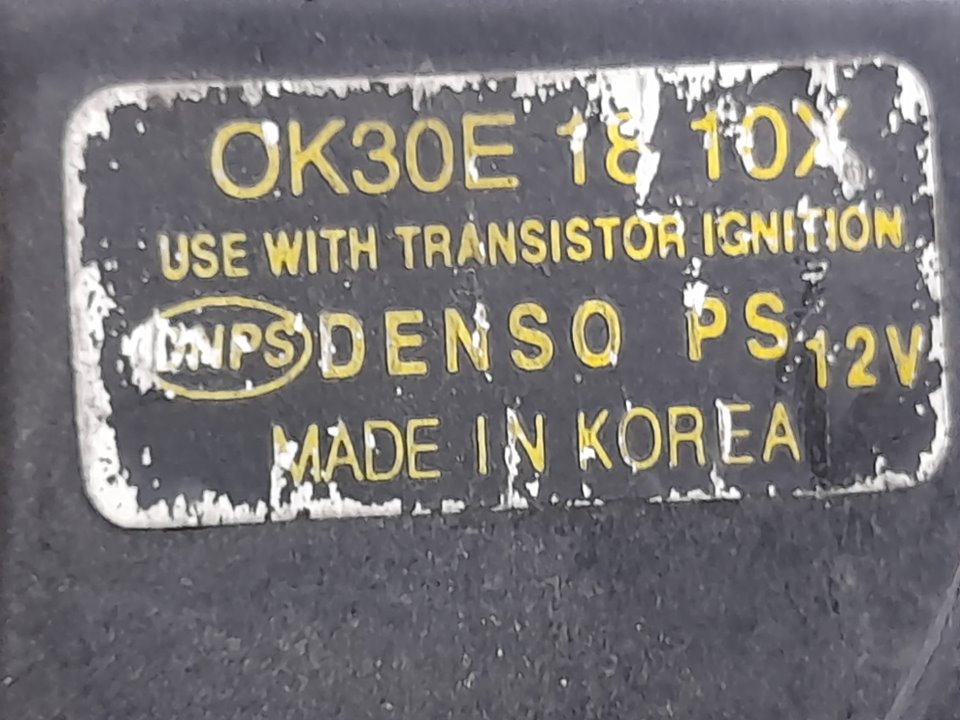 OK30E 18 10X
USE WITH TRANSISTOR IGNITION
DNPS DENSO PS 12V
MADE IN KOREA